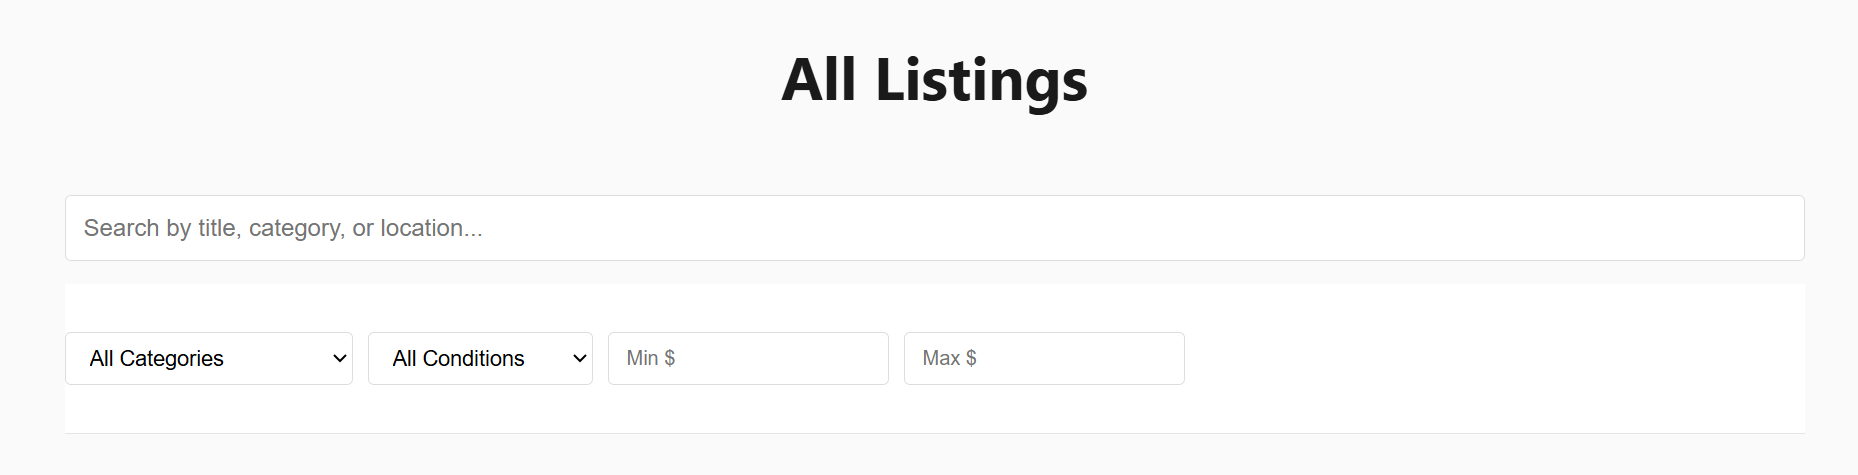 All Listings
Search by title, category, or location...
All Categories All Conditions Min $ Max $